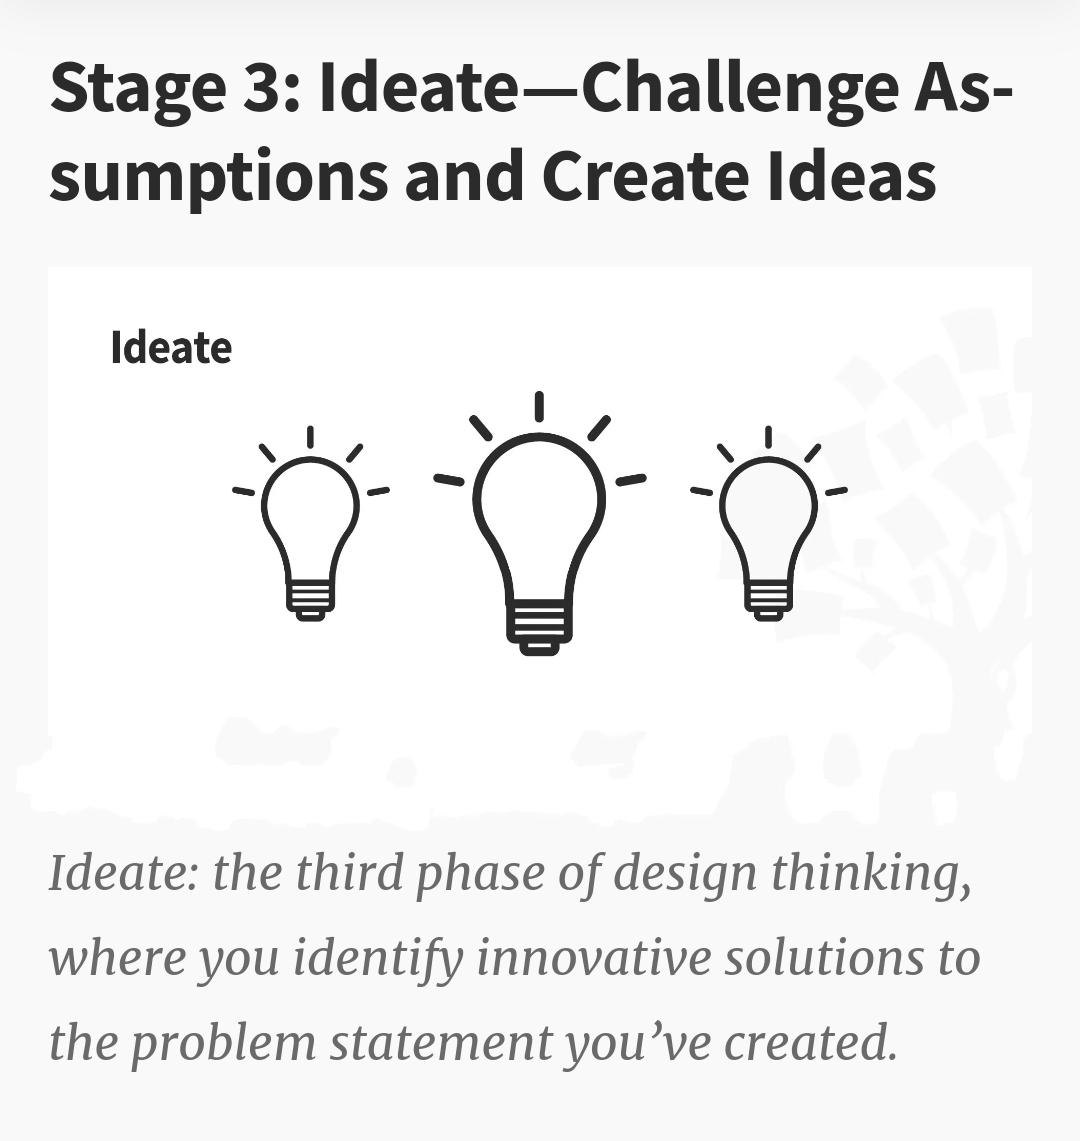 Stage 3: Ideate—Challenge As-
sumptions and Create Ideas
Ideate
Ideate: the third phase of design thinking,
where you identify innovative solutions to
the problem statement you’ve created.